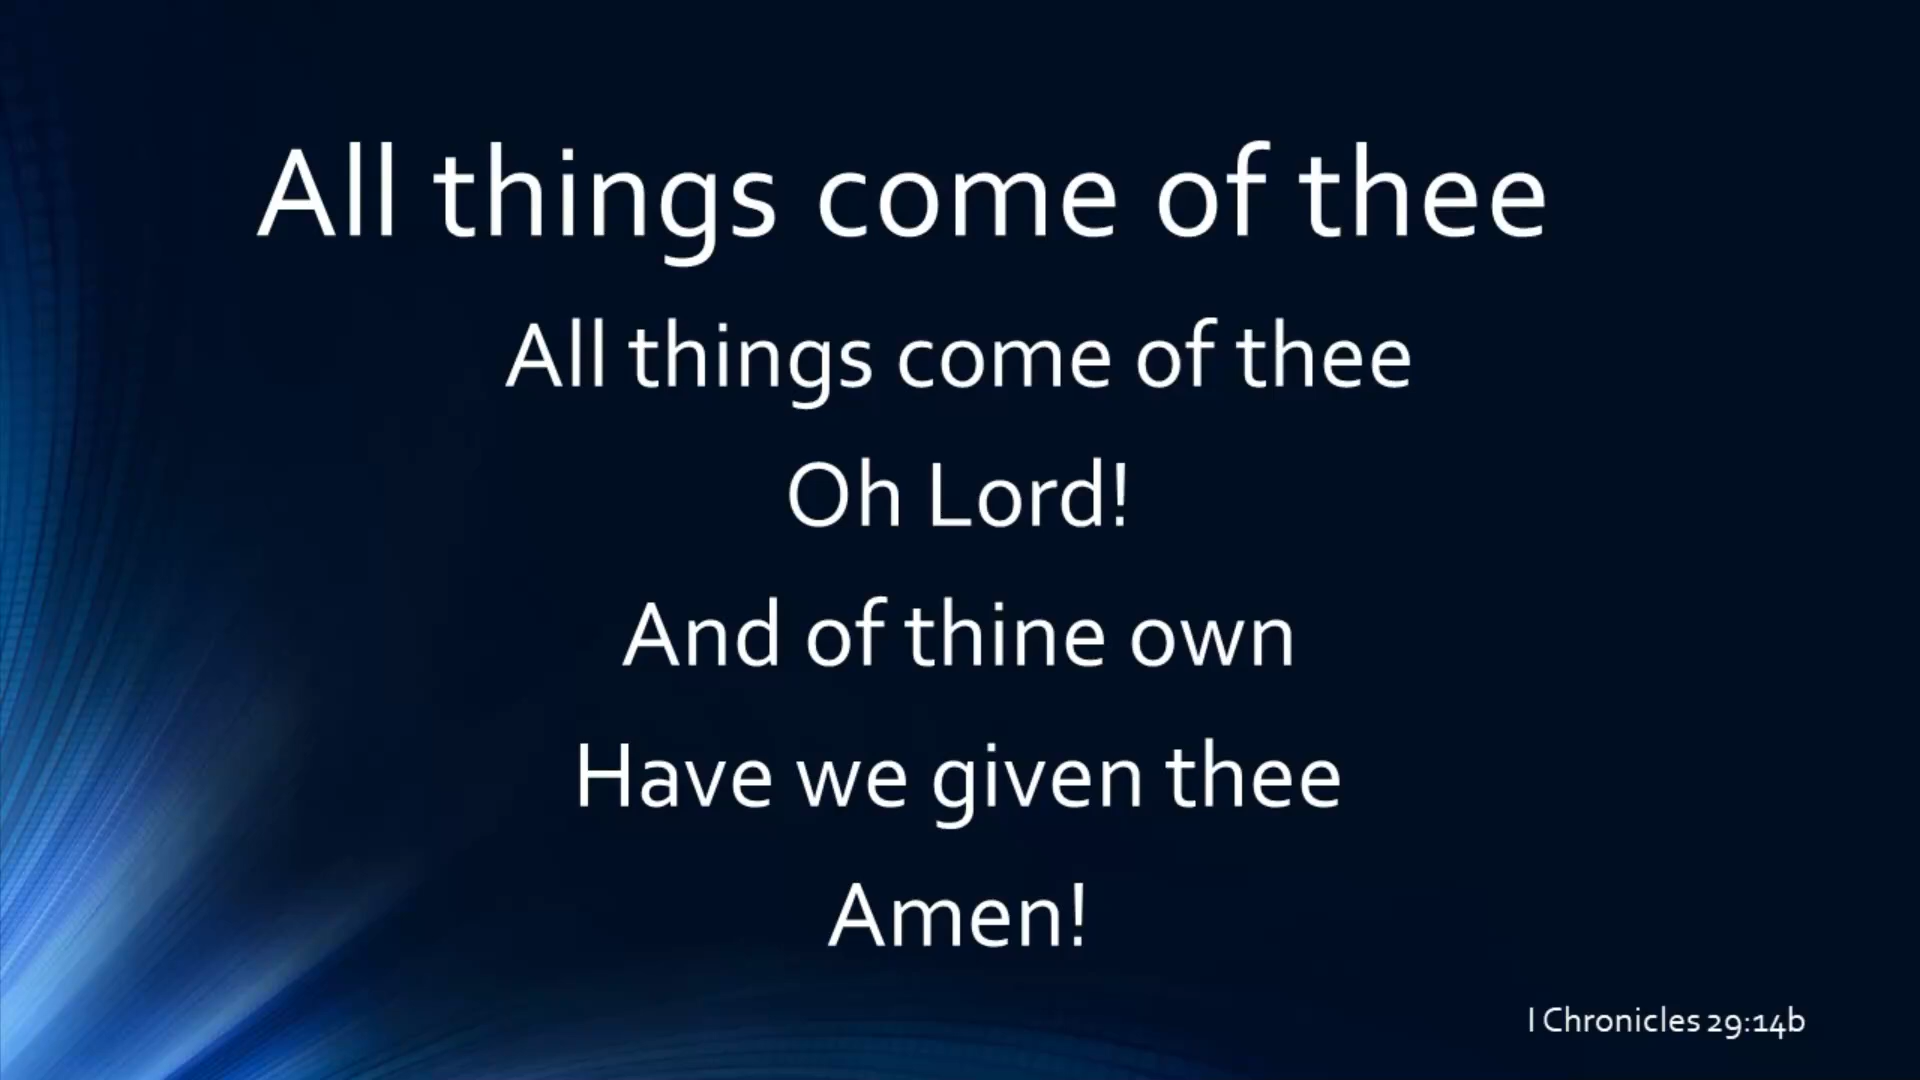 All things come of thee
All things come of thee
Oh Lord!
And of thine own
Have we given thee
Amen!
I Chronicles 29:14b